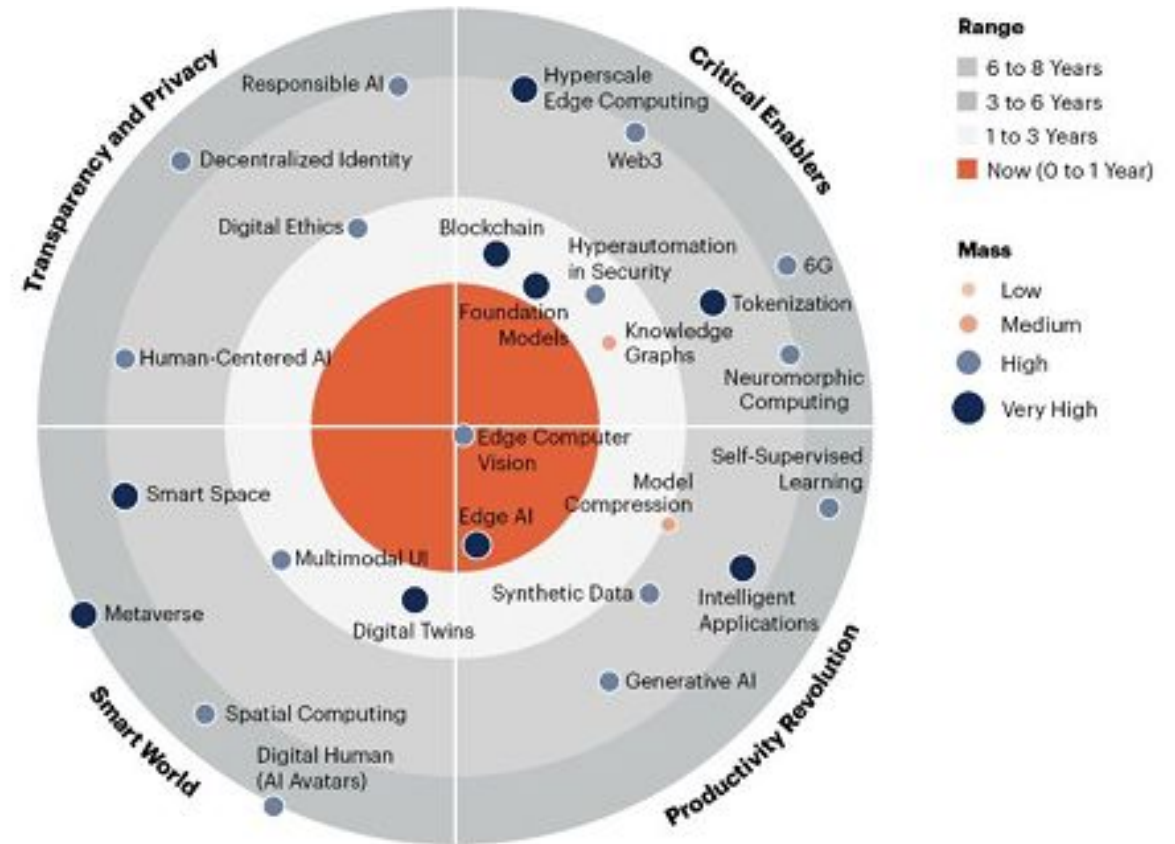 Transparency and Privacy
Responsible AI
Decentralized Identity
Digital Ethics
Human-Centered AI
Critical Enablers
Hyperscale
Edge Computing
Web3
Blockchain
Hyperautomation
in Security
6G
Foundation
Models
Tokenization
Knowledge
Graphs
Neuromorphic
Computing
Smart World
Smart Space
Multimodal UI
Metaverse
Digital Twins
Spatial Computing
Digital Human
(AI Avatars)
Productivity Revolution
Edge Computer
Vision
Self-Supervised
Learning
Model
Compression
Edge AI
Synthetic Data
Intelligent
Applications
Generative AI
Range
6 to 8 Years
3 to 6 Years
1 to 3 Years
Now (0 to 1 Year)
Mass
Low
Medium
High
Very High